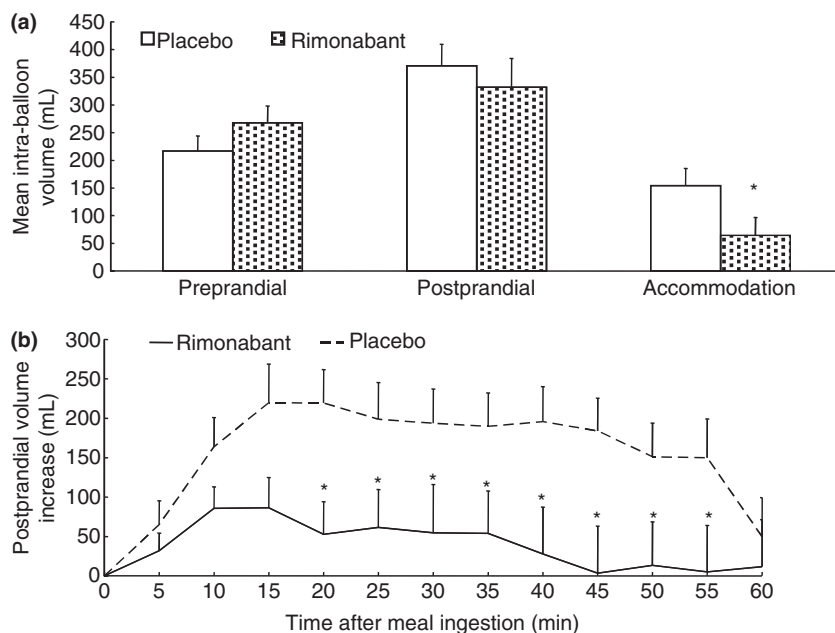 (a)
450
400
350
300
250
200
150
100
50
0
Mean intra-balloon
volume (mL)
Placebo Rimonabant
*
Preprandial Postprandial Accommodation
(b)
300
250
200
150
100
50
0
Postprandial volume
increase (mL)
Rimonabant Placebo
* * * * * * * *
0 5 10 15 20 25 30 35 40 45 50 55 60
Time after meal ingestion (min)